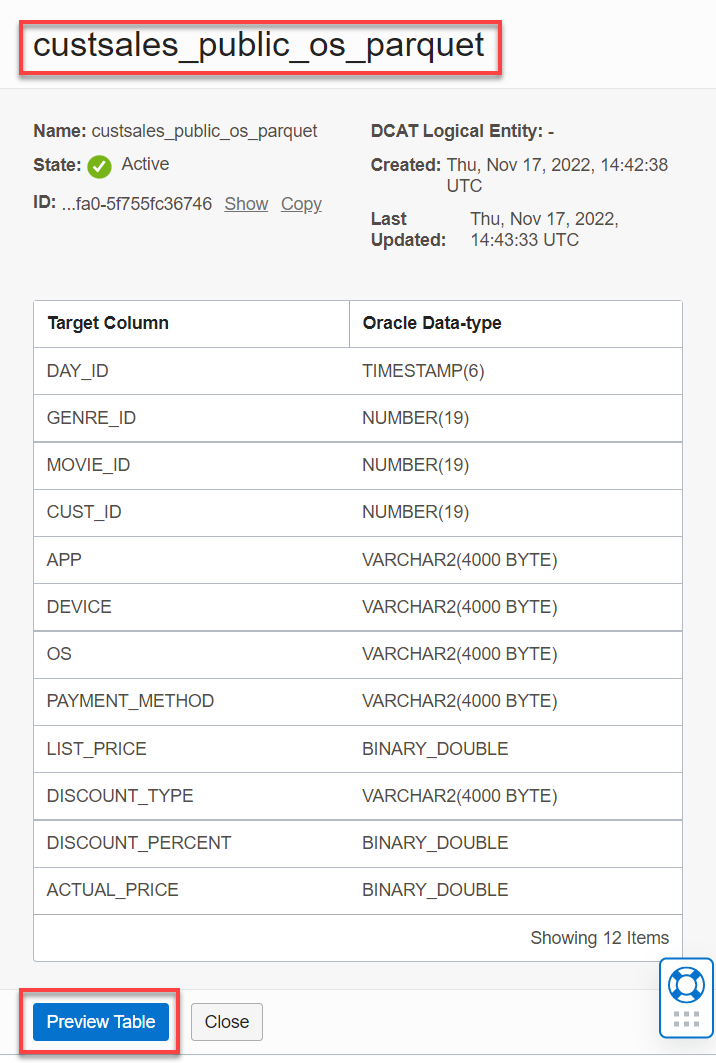 custsales_public_os_parquet
Name: custsales_public_os_parquet
State: Active
ID: ...fa0-5f755fc36746 Show Copy
DCAT Logical Entity: -
Created: Thu, Nov 17, 2022, 14:42:38
UTC
Last Thu, Nov 17, 2022,
Updated: 14:43:33 UTC
Target Column Oracle Data-type
DAY_ID TIMESTAMP(6)
GENRE_ID NUMBER(19)
MOVIE_ID NUMBER(19)
CUST_ID NUMBER(19)
APP VARCHAR2(4000 BYTE)
DEVICE VARCHAR2(4000 BYTE)
OS VARCHAR2(4000 BYTE)
PAYMENT_METHOD VARCHAR2(4000 BYTE)
LIST_PRICE BINARY_DOUBLE
DISCOUNT_TYPE VARCHAR2(4000 BYTE)
DISCOUNT_PERCENT BINARY_DOUBLE
ACTUAL_PRICE BINARY_DOUBLE
Showing 12 Items
Preview Table Close